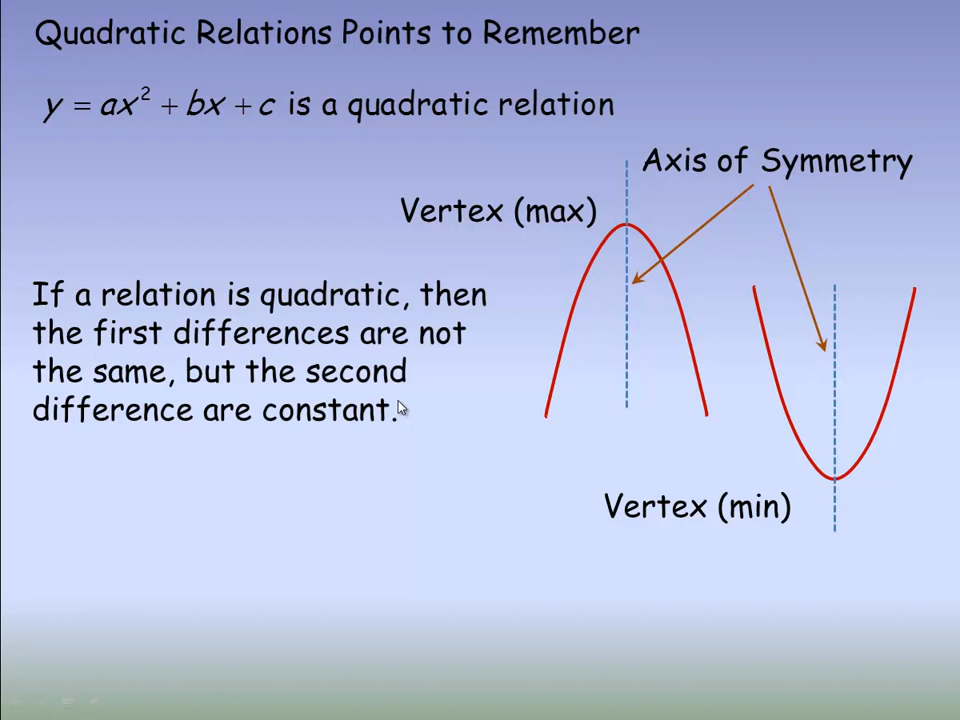 Quadratic Relations Points to Remember
y = ax² + bx + c is a quadratic relation
Axis of Symmetry
Vertex (max)
If a relation is quadratic, then
the first differences are not
the same, but the second
difference are constant.
Vertex (min)